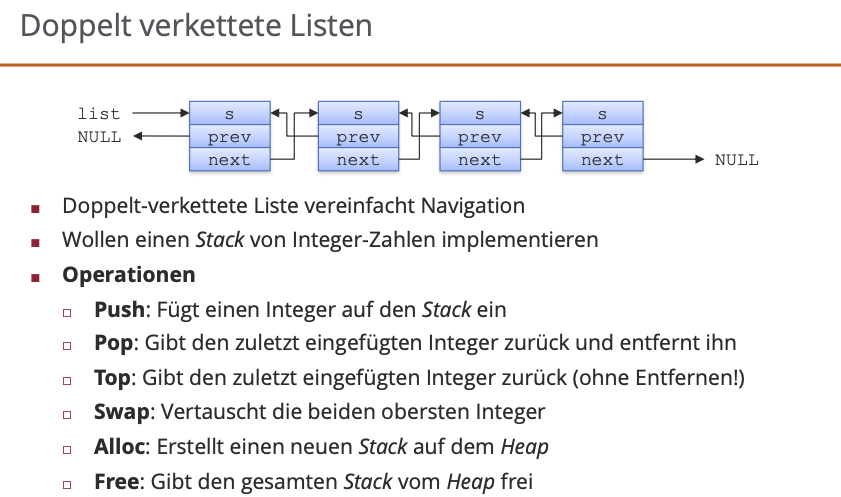 Doppelt verkettete Listen
list s s s s
NULL prev prev prev prev
next next next next NULL
Doppelt-verkettete Liste vereinfacht Navigation
Wollen einen Stack von Integer-Zahlen implementieren
Operationen
Push: Fügt einen Integer auf den Stack ein
Pop: Gibt den zuletzt eingefügten Integer zurück und entfernt ihn
Top: Gibt den zuletzt eingefügten Integer zurück (ohne Entfernen!)
Swap: Vertauscht die beiden obersten Integer
Alloc: Erstellt einen neuen Stack auf dem Heap
Free: Gibt den gesamten Stack vom Heap frei